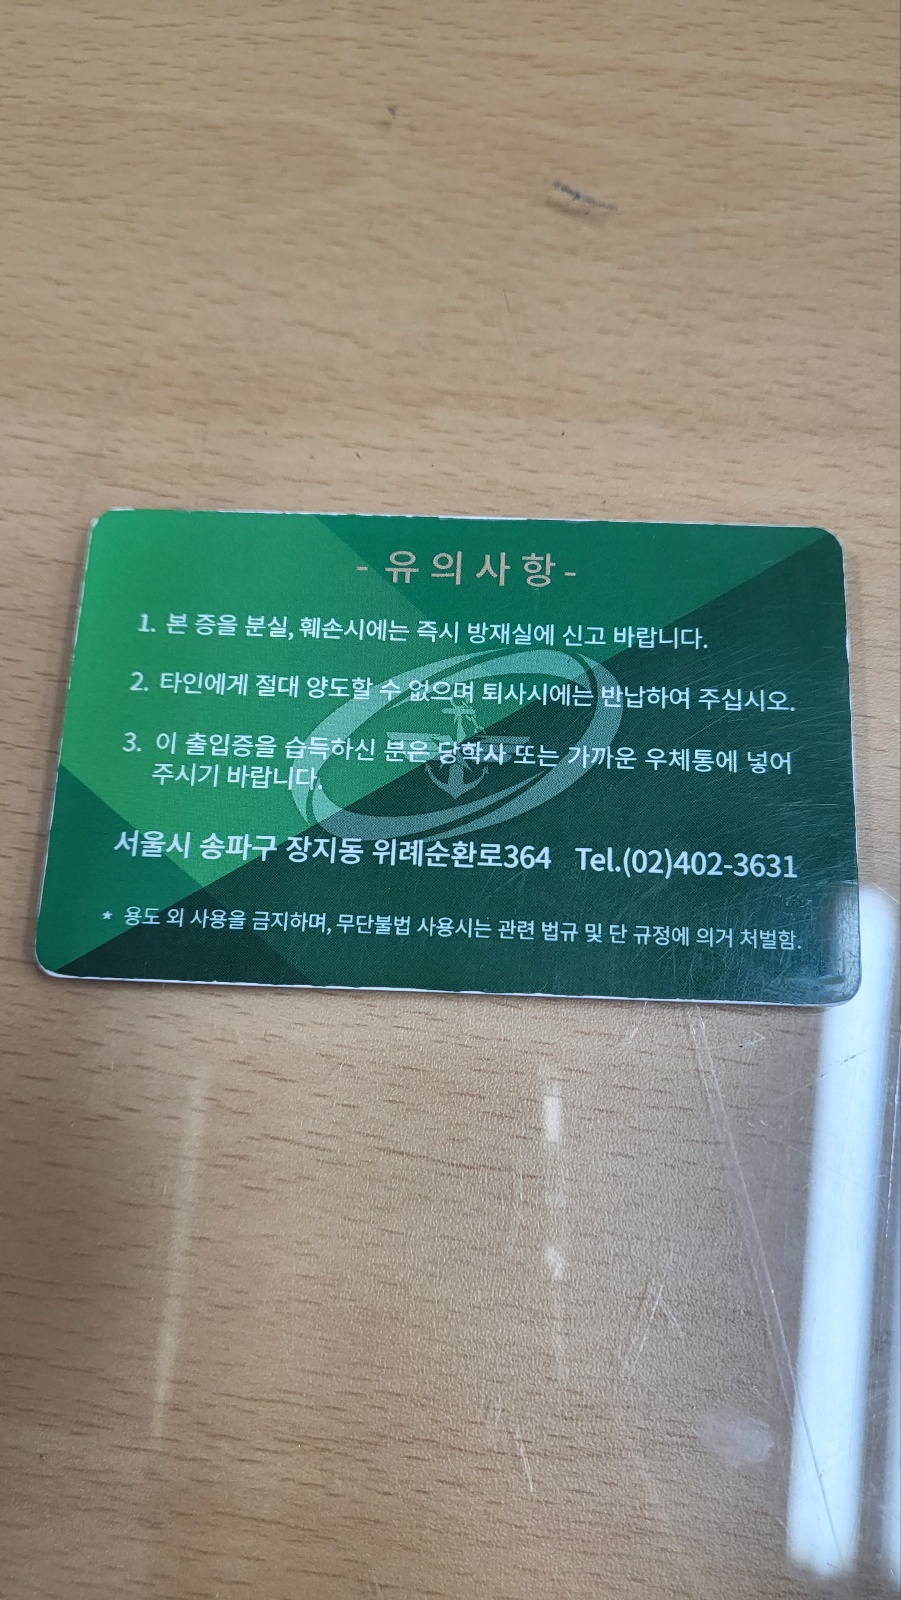 - 유의사항 -
1. 본 증을 분실, 훼손시에는 즉시 방재실에 신고 바랍니다.
2. 타인에게 절대 양도할 수 없으며 퇴사시에는 반납하여 주십시오.
3. 이 출입증을 습득하신 분은 당학사 또는 가까운 우체통에 넣어
주시기 바랍니다.
서울시 송파구 장지동 위례순환로364 Tel.(02)402-3631
★ 용도 외 사용을 금지하며, 무단불법 사용시는 관련 법규 및 단 규정에 의거 처벌함.